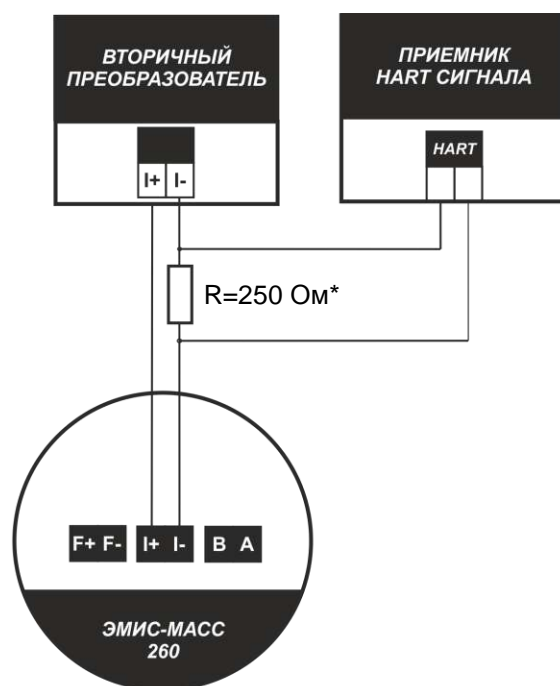 ВТОРИЧНЫЙ
ПРЕОБРАЗОВАТЕЛЬ
I+ I-
ПРИЕМНИК
HART СИГНАЛА
HART
R=250 Ом*
F+ F- I+ I- B A
ЭМИС-МАСС
260